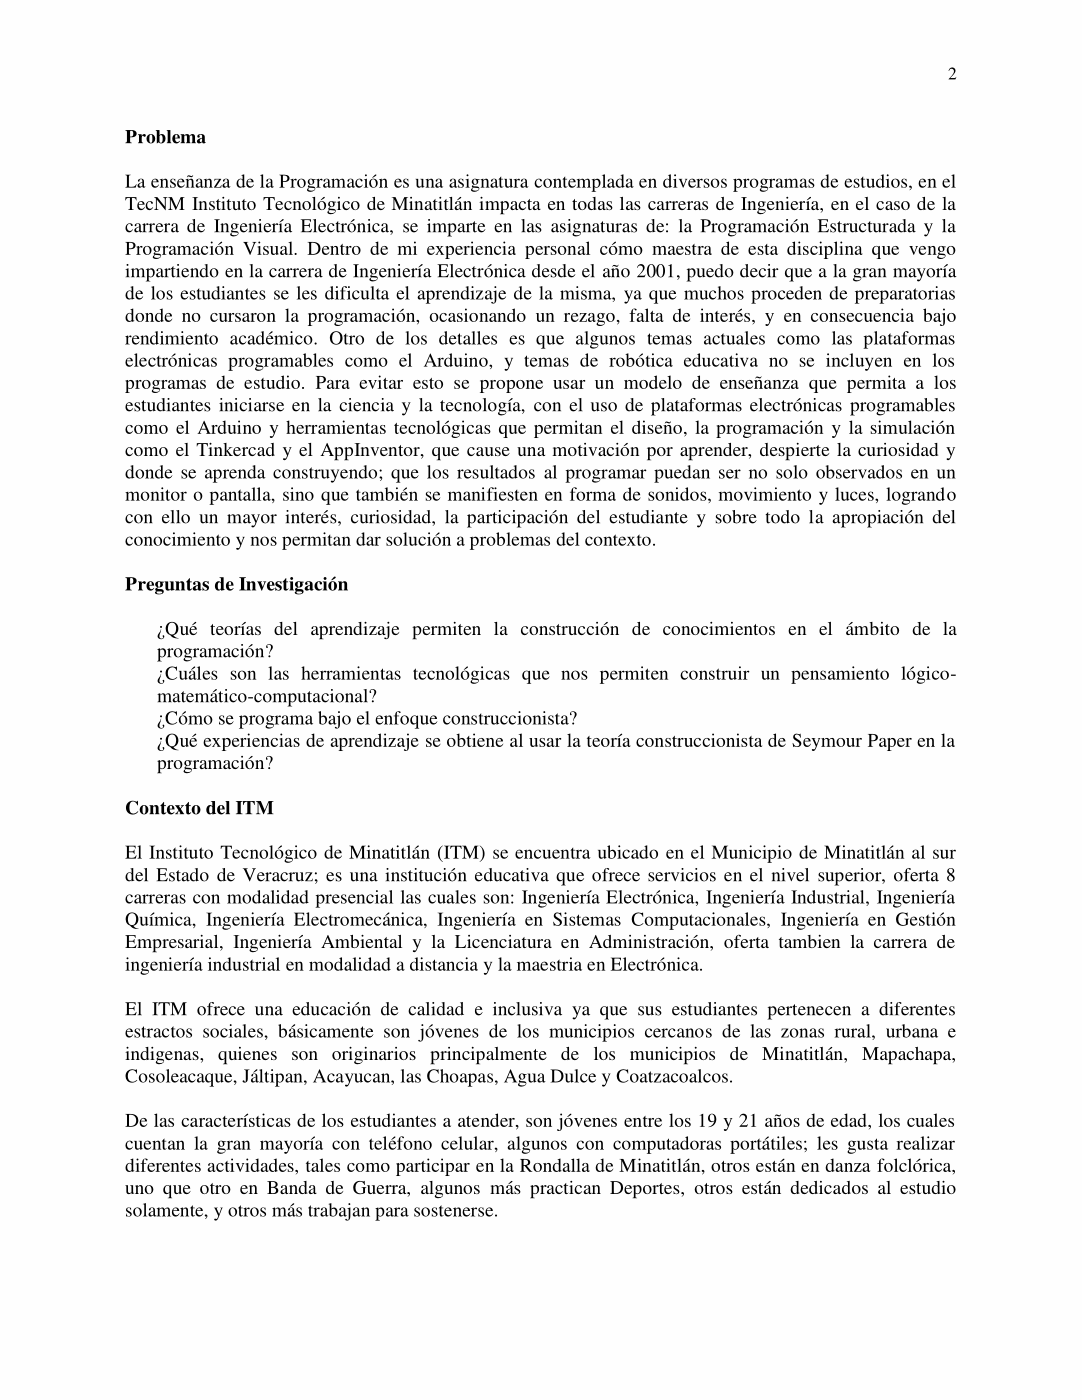 2
Problema
La enseñanza de la Programación es una asignatura contemplada en diversos programas de estudios, en el
TecNM Instituto Tecnológico de Minatitlán impacta en todas las carreras de Ingeniería, en el caso de la
carrera de Ingeniería Electrónica, se imparte en las asignaturas de: la Programación Estructurada y la
Programación Visual. Dentro de mi experiencia personal cómo maestra de esta disciplina que vengo
impartiendo en la carrera de Ingeniería Electrónica desde el año 2001, puedo decir que a la gran mayoría
de los estudiantes se les dificulta el aprendizaje de la misma, ya que muchos proceden de preparatorias
donde no cursaron la programación, ocasionando un rezago, falta de interés, y en consecuencia bajo
rendimiento académico. Otro de los detalles es que algunos temas actuales como las plataformas
electrónicas programables como el Arduino, y temas de robótica educativa no se incluyen en los
programas de estudio. Para evitar esto se propone usar un modelo de enseñanza que permita a los
estudiantes iniciarse en la ciencia y la tecnología, con el uso de plataformas electrónicas programables
como el Arduino y herramientas tecnológicas que permitan el diseño, la programación y la simulación
como el Tinkercad y el AppInventor, que cause una motivación por aprender, despierte la curiosidad y
donde se aprenda construyendo; que los resultados al programar puedan ser no solo observados en un
monitor o pantalla, sino que también se manifiesten en forma de sonidos, movimiento y luces, logrando
con ello un mayor interés, curiosidad, la participación del estudiante y sobre todo la apropiación del
conocimiento y nos permitan dar solución a problemas del contexto.
Preguntas de Investigación
¿Qué teorías del aprendizaje permiten la construcción de conocimientos en el ámbito de la
programación?
¿Cuáles son las herramientas tecnológicas que nos permiten construir un pensamiento lógico-
matemático-computacional?
¿Cómo se programa bajo el enfoque construccionista?
¿Qué experiencias de aprendizaje se obtiene al usar la teoría construccionista de Seymour Paper en la
programación?
Contexto del ITM
El Instituto Tecnológico de Minatitlán (ITM) se encuentra ubicado en el Municipio de Minatitlán al sur
del Estado de Veracruz; es una institución educativa que ofrece servicios en el nivel superior, oferta 8
carreras con modalidad presencial las cuales son: Ingeniería Electrónica, Ingeniería Industrial, Ingeniería
Química, Ingeniería Electromecánica, Ingeniería en Sistemas Computacionales, Ingeniería en Gestión
Empresarial, Ingeniería Ambiental y la Licenciatura en Administración, oferta tambien la carrera de
ingeniería industrial en modalidad a distancia y la maestria en Electrónica.
El ITM ofrece una educación de calidad e inclusiva ya que sus estudiantes pertenecen a diferentes
estractos sociales, básicamente son jóvenes de los municipios cercanos de las zonas rural, urbana e
indigenas, quienes son originarios principalmente de los municipios de Minatitlán, Mapachapa,
Cosoleacaque, Jáltipan, Acayucan, las Choapas, Agua Dulce y Coatzacoalcos.
De las características de los estudiantes a atender, son jóvenes entre los 19 y 21 años de edad, los cuales
cuentan la gran mayoría con teléfono celular, algunos con computadoras portátiles; les gusta realizar
diferentes actividades, tales como participar en la Rondalla de Minatitlán, otros están en danza folclórica,
uno que otro en Banda de Guerra, algunos más practican Deportes, otros están dedicados al estudio
solamente, y otros más trabajan para sostenerse.